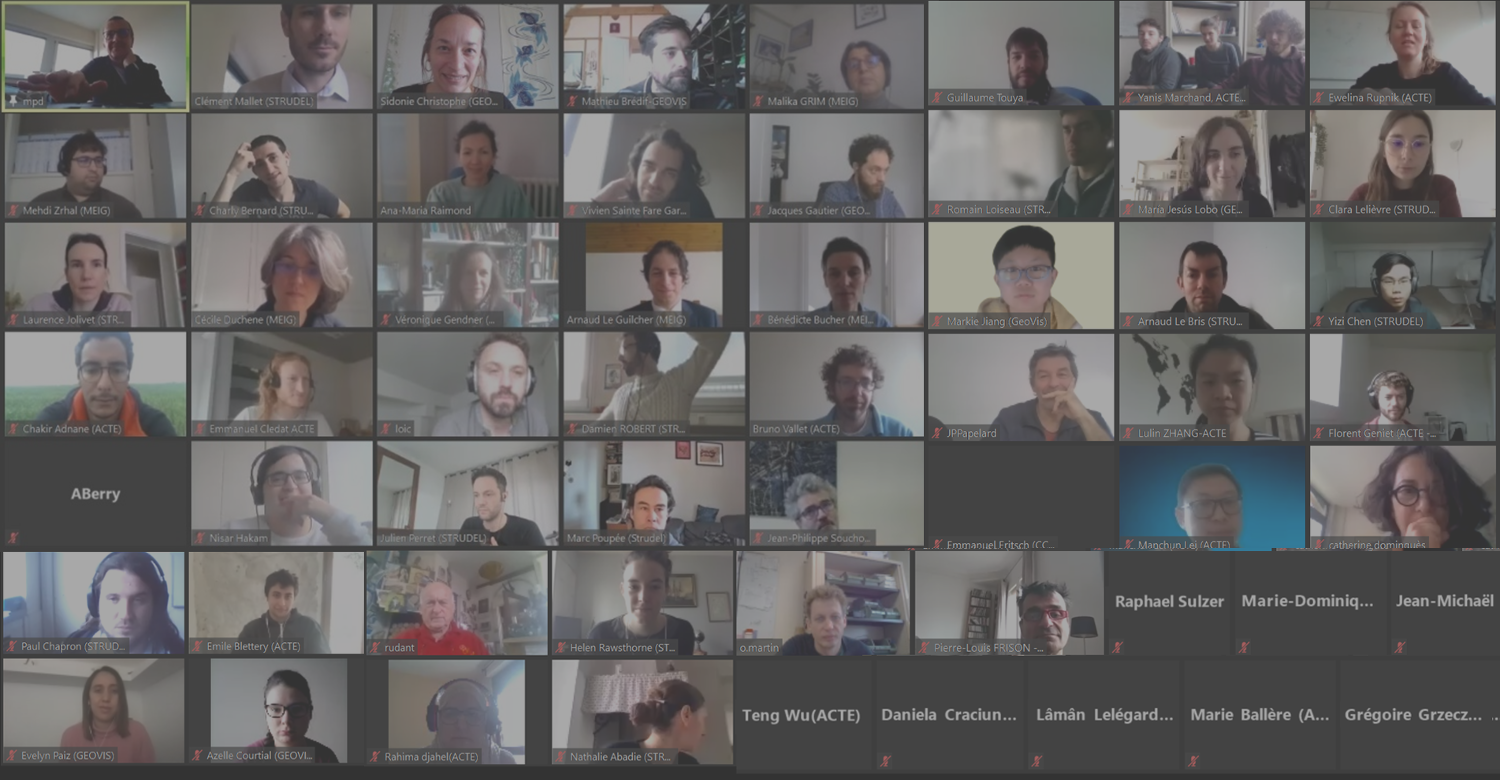 mpd
Clément Mallet (STRUDEL)
Sidonie Christophe (GEO...
Mathieu Brédif-GEOVIS
Malika GRIM (MEIG)
Guillaume Touya
Yanis Marchand, ACTE...
Ewelina Rupnik (ACTE)
Mehdi Zrhal (MEIG)
Charly Bernard (STRU...
Ana-Maria Raimond
Vivien Sainte Fare Gar...
Jacques Gautier (GEO...
Romain Loiseau (STR...
Maria Jesús Lobo (GE...
Clara Lelièvre (STRUD...
Laurence Jolivet (STR...
Cécile Duchene (MEIG)
Véronique Gendner (...
Arnaud Le Guilcher (MEIG)
Bénédicte Bucher (MEI...
Markie Jiang (GeoVis)
Arnaud Le Bris (STRU...
Yizi Chen (STRUDEL)
Chakir Adnane (ACTE)
Emmanuel Cledat ACTE
loic
Damien ROBERT (STR...
Bruno Vallet (ACTE)
JPPapelard
Lulin ZHANG-ACTE
Florent Geniet (ACTE -...
ABerry
Nisar Hakam
Julien Perret (STRUDEL)
Marc Poupée (Strudel)
Jean-Philippe Soucho...
Emmanuel Fritsch (CC...
Manchun Lei (ACTE)
catherine dominguès
Paul Chapron (STRUD...
Emile Blettery (ACTE)
rudant
Helen Rawsthorne (ST...
o.martin
Pierre-Louis FRISON -...
Raphael Sulzer
Marie-Dominiq...
Jean-Michaël
Evelyn Paiz (GEOVIS)
Azelle Courtial (GEOVI...
Rahima djahel(ACTE)
Nathalie Abadie (STR...
Teng Wu(ACTE)
Daniela Craciun...
Lâmân Lelégard...
Marie Ballère (A...
Grégoire Grzecz...